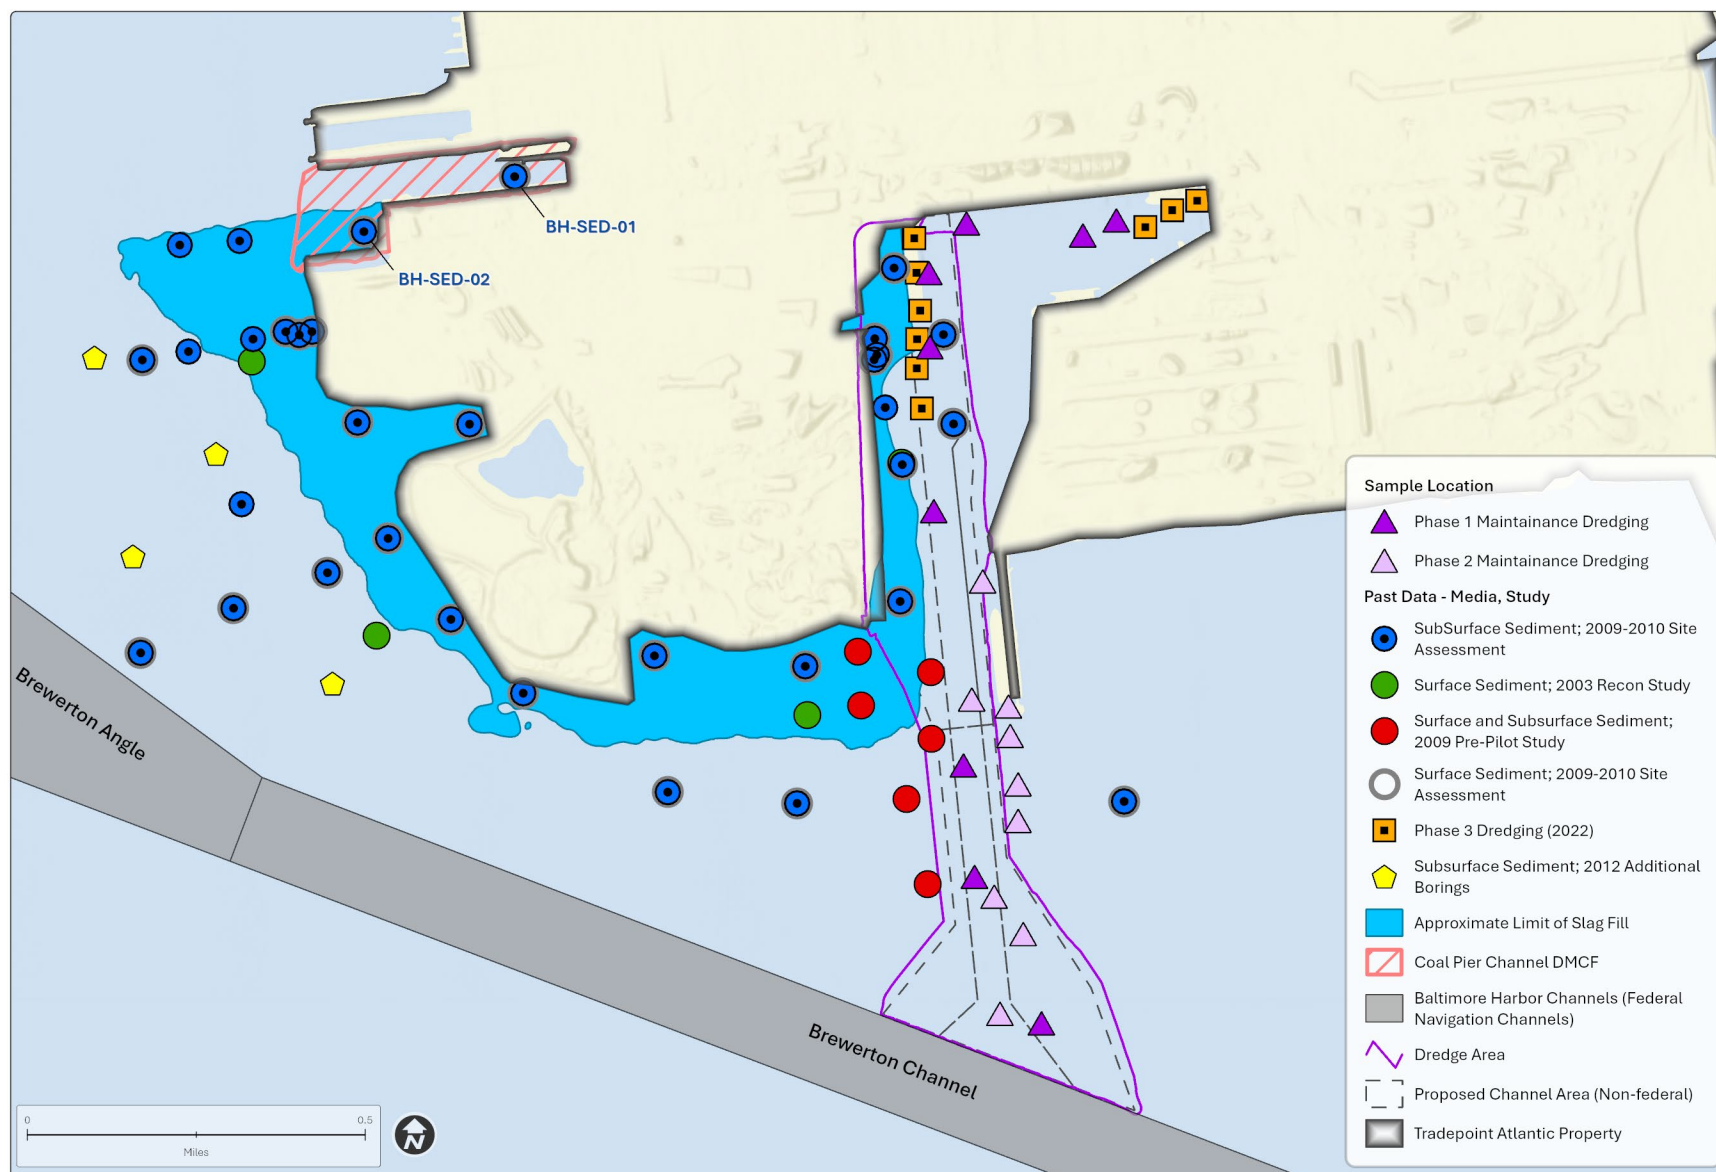 BH-SED-01
BH-SED-02
Brewerton Angle
Brewerton Channel
Sample Location
Phase 1 Maintainance Dredging
Phase 2 Maintainance Dredging
Past Data - Media, Study
SubSurface Sediment; 2009-2010 Site
Assessment
Surface Sediment; 2003 Recon Study
Surface and Subsurface Sediment;
2009 Pre-Pilot Study
Surface Sediment; 2009-2010 Site
Assessment
Phase 3 Dredging (2022)
Subsurface Sediment; 2012 Additional
Borings
Approximate Limit of Slag Fill
Coal Pier Channel DMCF
Baltimore Harbor Channels (Federal
Navigation Channels)
Dredge Area
Proposed Channel Area (Non-federal)
Tradepoint Atlantic Property
0 0.5
Miles
N